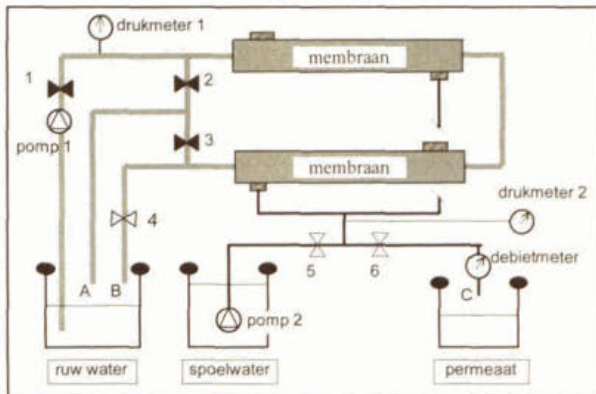 drukmeter 1
membraan
1
2
pomp 1
3
membraan
drukmeter 2
4
5
6
debietmeter
A
B
C
pomp 2
ruw water
spoelwater
permeaat